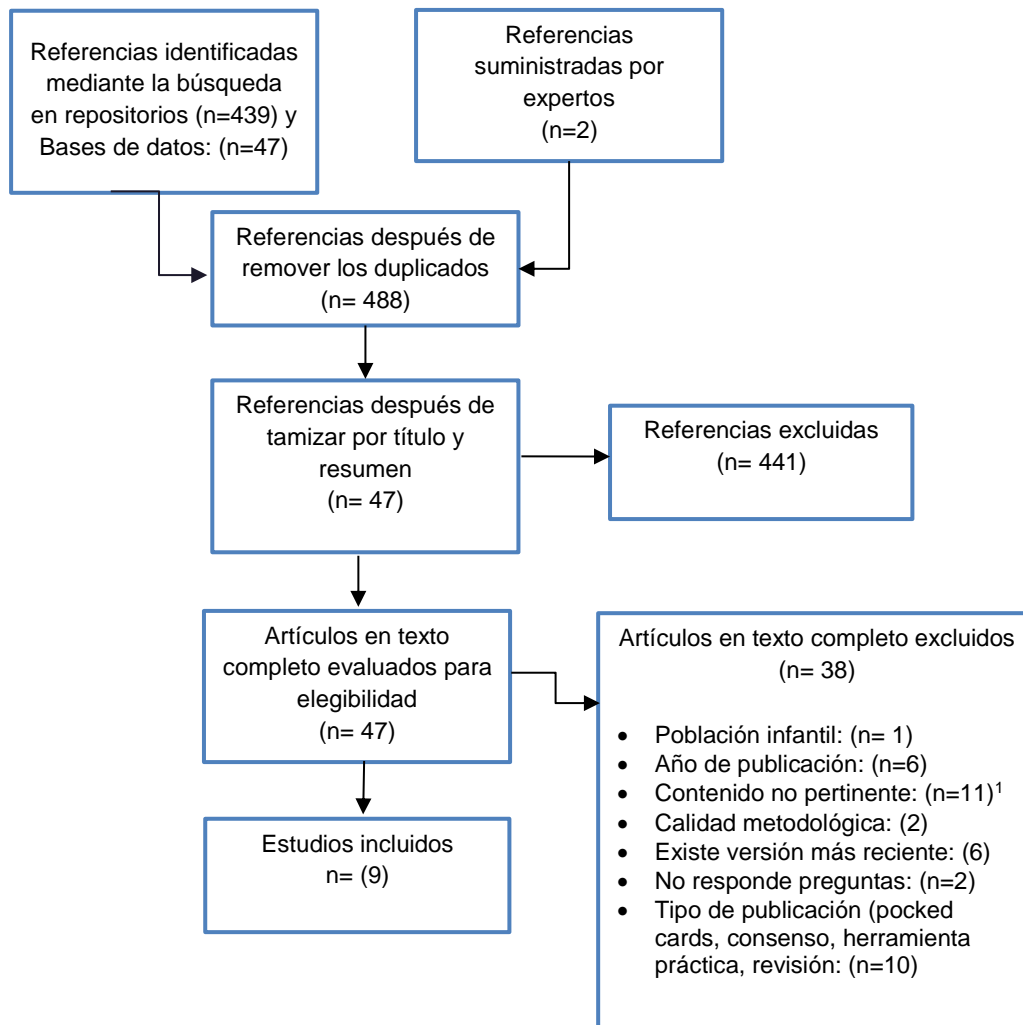 Referencias identificadas
mediante la búsqueda
en repositorios (n=439) y
Bases de datos: (n=47)
Referencias
suministradas por
expertos
(n=2)
Referencias después de
remover los duplicados
(n= 488)
Referencias después de
tamizar por título y
resumen
(n= 47)
Referencias excluidas
(n= 441)
Artículos en texto
completo evaluados para
elegibilidad
(n= 47)
Artículos en texto completo excluidos
(n= 38)
• Población infantil: (n= 1)
• Año de publicación: (n=6)
• Contenido no pertinente: (n=11)¹
• Calidad metodológica: (2)
• Existe versión más reciente: (6)
• No responde preguntas: (n=2)
• Tipo de publicación (pocked
cards, consenso, herramienta
práctica, revisión: (n=10)
Estudios incluidos
n= (9)